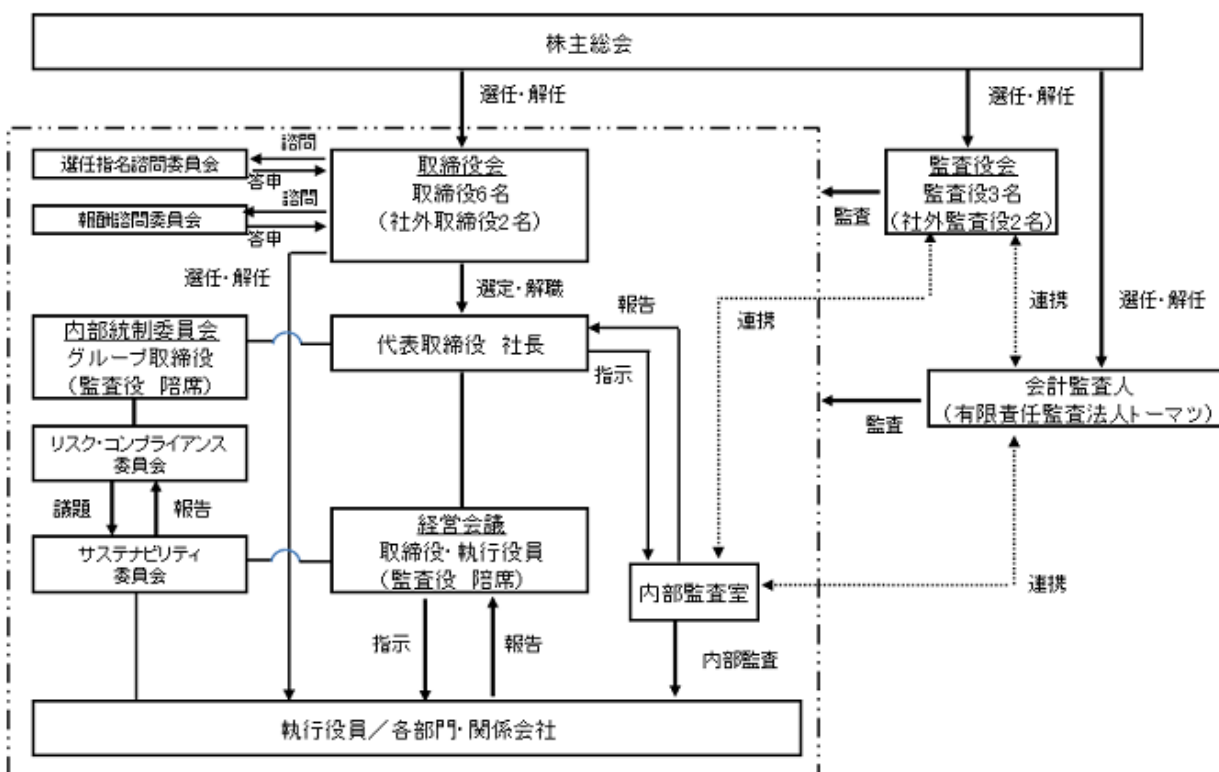 株主総会
選任・解任
選任・解任
諮問
選任指名諮問委員会
答申
諮問
報酬諮問委員会
答申
取締役会
取締役6名
(社外取締役2名)
監査役会
監査役3名
(社外監査役2名)
監査
選任・解任
選定・解職
報告
連携
連携
選任・解任
内部統制委員会
グループ取締役
(監査役 陪席)
代表取締役 社長
指示
会計監査人
(有限責任監査法人トーマツ)
監査
リスク・コンプライアンス
委員会
議題
報告
経営会議
取締役・執行役員
(監査役 陪席)
サステナビリティ
委員会
内部監査室
連携
指示
報告
内部監査
執行役員/各部門・関係会社